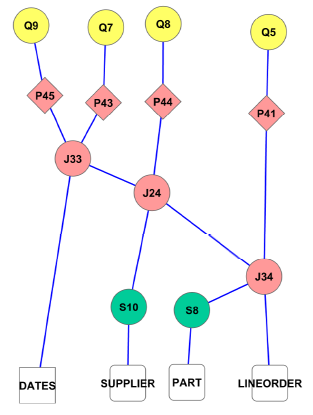 Q9
Q7
Q8
Q5
P45
P43
P44
P41
J33
J24
J34
S10
S8
DATES
SUPPLIER
PART
LINEORDER